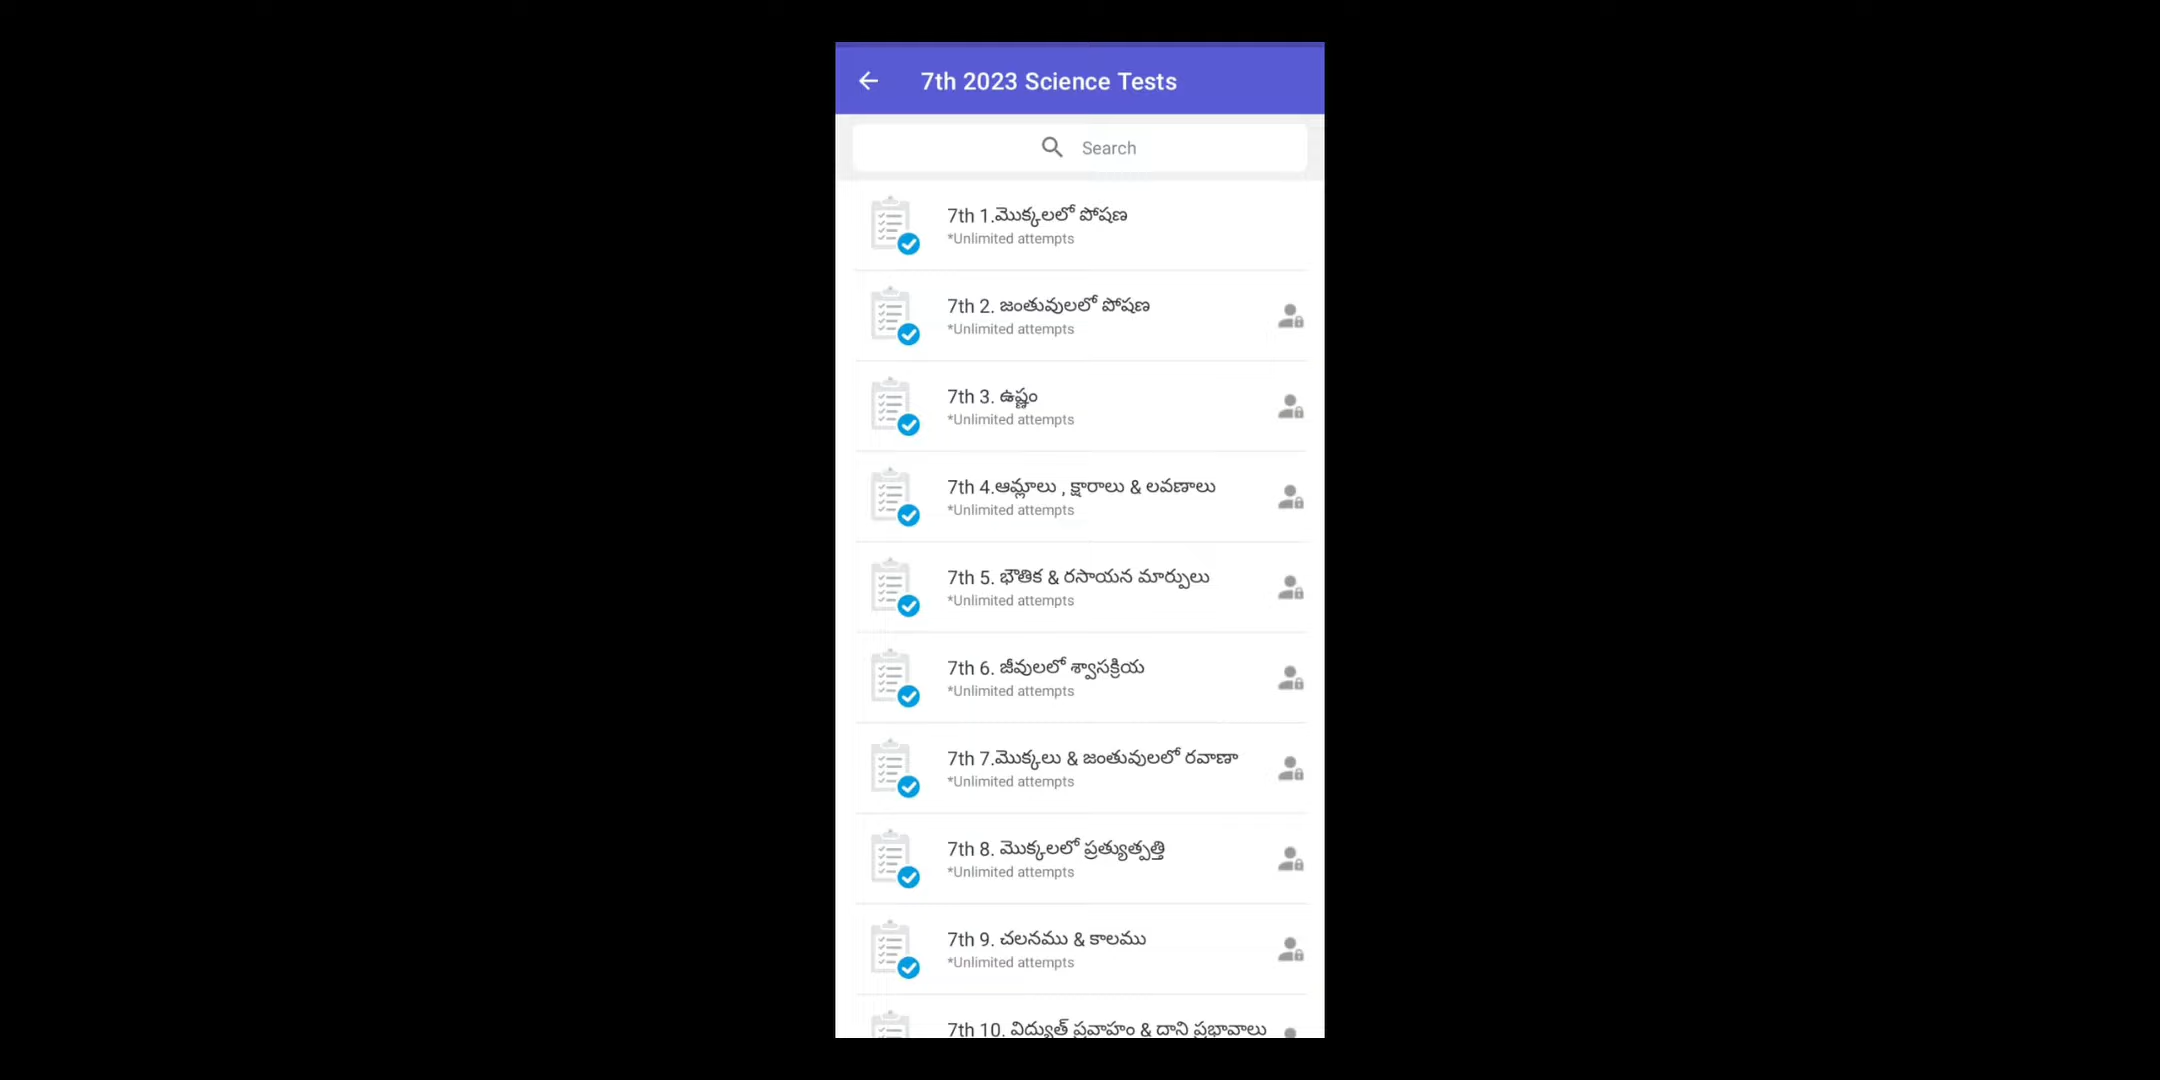 7th 2023 Science Tests
Search
7th 1.మొక్కలలో పోషణ
*Unlimited attempts
7th 2. జంతువులలో పోషణ
*Unlimited attempts
7th 3. ఉష్ణం
*Unlimited attempts
7th 4.ఆమ్లాలు , క్షారాలు & లవణాలు
*Unlimited attempts
7th 5. భౌతిక & రసాయన మార్పులు
*Unlimited attempts
7th 6. జీవులలో శ్వాసక్రియ
*Unlimited attempts
7th 7.మొక్కలు & జంతువులలో రవాణా
*Unlimited attempts
7th 8. మొక్కలలో ప్రత్యుత్పత్తి
*Unlimited attempts
7th 9. చలనము & కాలము
*Unlimited attempts
7th 10. విద్యుత్ ప్రవాహం & దాని ప్రభావాలు